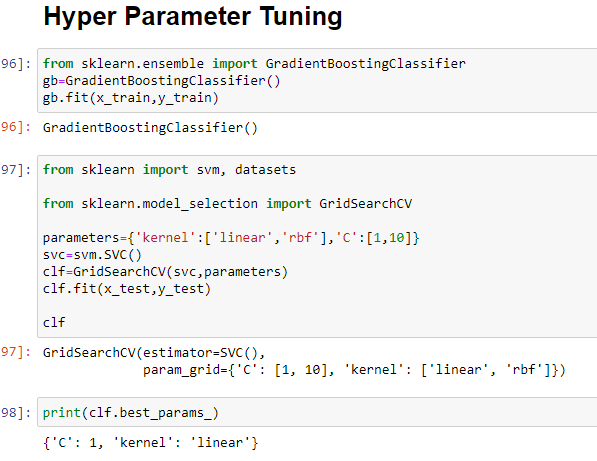 Hyper Parameter Tuning
96]: from sklearn.ensemble import GradientBoostingClassifier
gb=GradientBoostingClassifier()
gb.fit(x_train,y_train)
96]: GradientBoostingClassifier()
97]: from sklearn import svm, datasets
from sklearn.model_selection import GridSearchCV
parameters={'kernel':['linear','rbf'],'C':[1,10]}
svc=svm.SVC()
clf=GridSearchCV(svc,parameters)
clf.fit(x_test,y_test)
clf
97]: GridSearchCV(estimator=SVC(),
param_grid={'C': [1, 10], 'kernel': ['linear', 'rbf']})
98]: print(clf.best_params_)
{'C': 1, 'kernel': 'linear'}